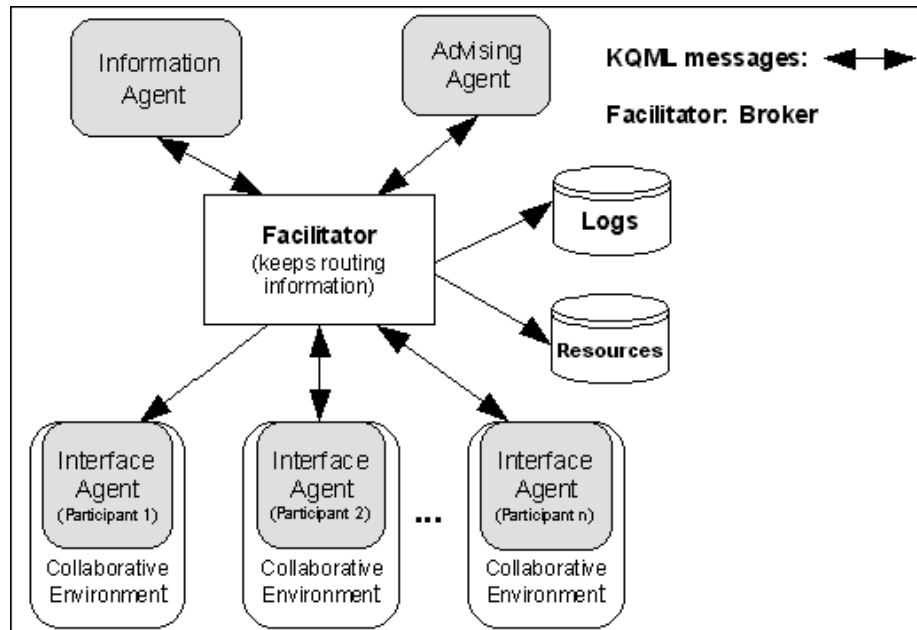 Information
Agent
Advising
Agent
KQML messages:
Facilitator: Broker
Facilitator
(keeps routing
information)
Logs
Resources
Interface
Agent
(Participant 1)
Collaborative
Environment
Interface
Agent
(Participant 2)
Collaborative
Environment
...
Interface
Agent
(Participant n)
Collaborative
Environment